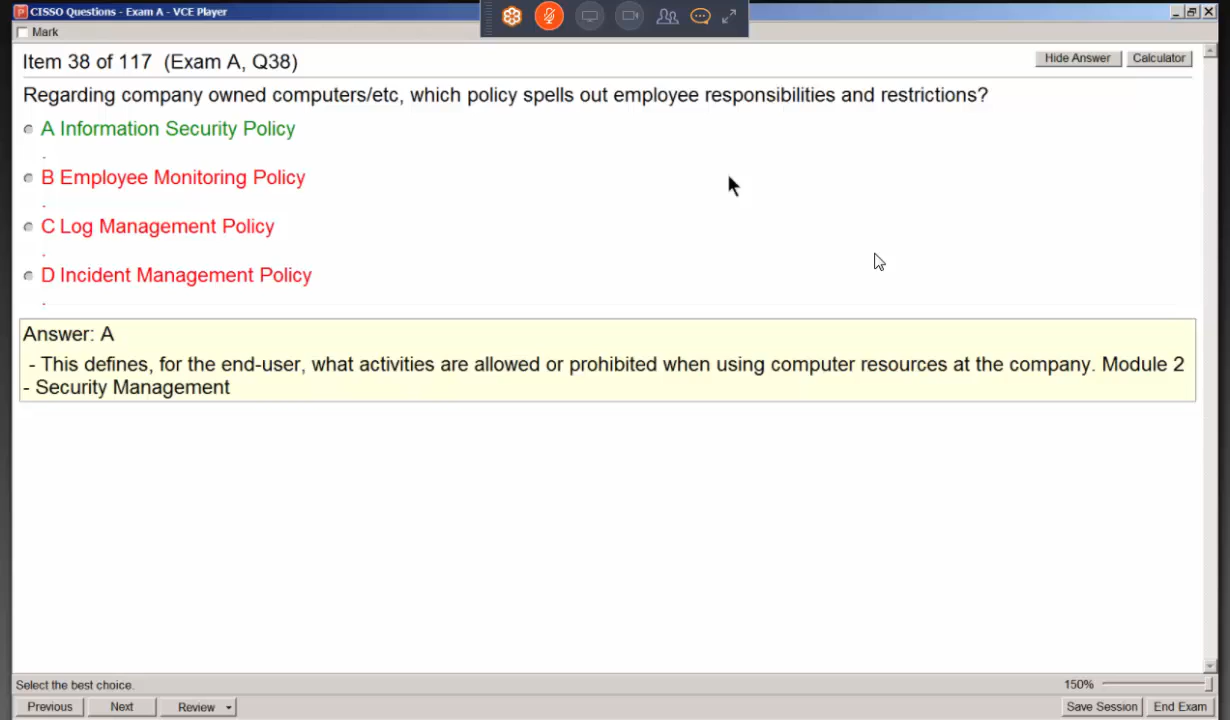 CISSO Questions - Exam A - VCE Player
Mark
Item 38 of 117 (Exam A, Q38)
Hide Answer
Calculator
Regarding company owned computers/etc, which policy spells out employee responsibilities and restrictions?
A Information Security Policy
.
B Employee Monitoring Policy
.
C Log Management Policy
.
D Incident Management Policy
.
Answer: A
- This defines, for the end-user, what activities are allowed or prohibited when using computer resources at the company. Module 2
- Security Management
Select the best choice.
150%
Previous
Next
Review
Save Session
End Exam